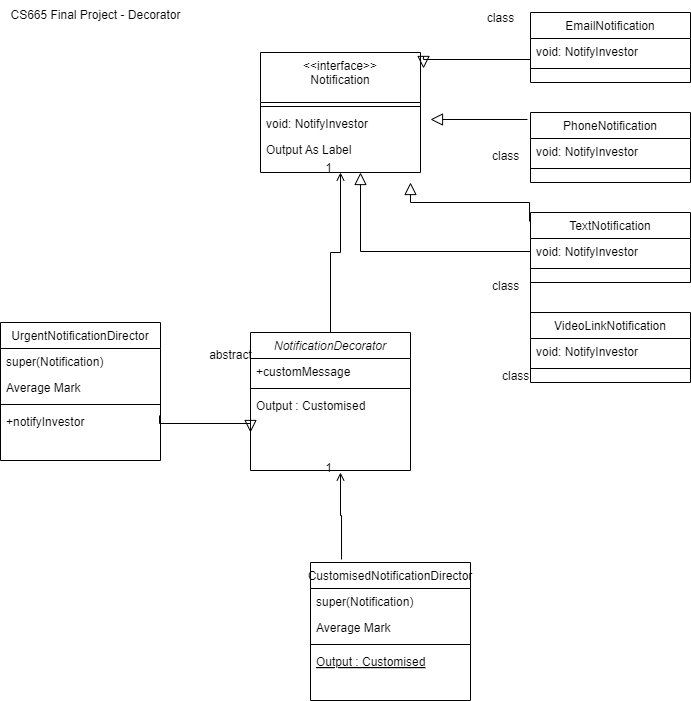 CS665 Final Project - Decorator
class
EmailNotification
void: NotifyInvestor
<<interface>>
Notification
void: NotifyInvestor
Output As Label
1
PhoneNotification
class
void: NotifyInvestor
TextNotification
void: NotifyInvestor
class
VideoLinkNotification
void: NotifyInvestor
class
UrgentNotificationDirector
super(Notification)
Average Mark
+notifyInvestor
abstract
NotificationDecorator
+customMessage
Output : Customised
1
CustomisedNotificationDirector
super(Notification)
Average Mark
Output : Customised